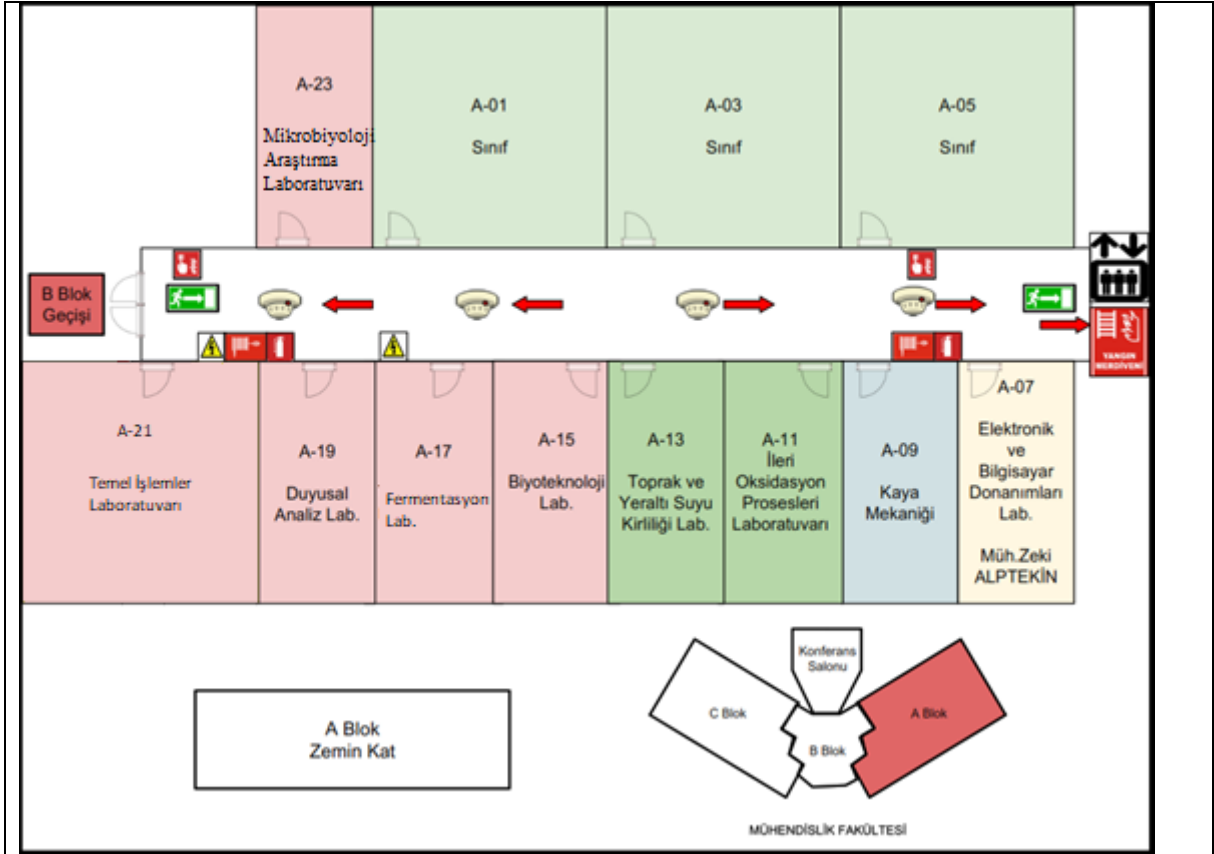 A-23
Mikrobiyoloji
Araştırma
Laboratuvarı
A-01
Sınıf
A-03
Sınıf
A-05
Sınıf
B Blok
Geçişi
YANGIN
MERDİVENİ
A-21
Temel İşlemler
Laboratuvarı
A-19
Duyusal
Analiz Lab.
A-17
Fermentasyon
Lab.
A-15
Biyoteknoloji
Lab.
A-13
Toprak ve
Yeraltı Suyu
Kirliliği Lab.
A-11
İleri
Oksidasyon
Prosesleri
Laboratuvarı
A-09
Kaya
Mekaniği
A-07
Elektronik
ve
Bilgisayar
Donanımları
Lab.
Müh.Zeki
ALPTEKİN
A Blok
Zemin Kat
Konferans
Salonu
C Blok
B Blok
A Blok
MÜHENDİSLİK FAKÜLTESİ